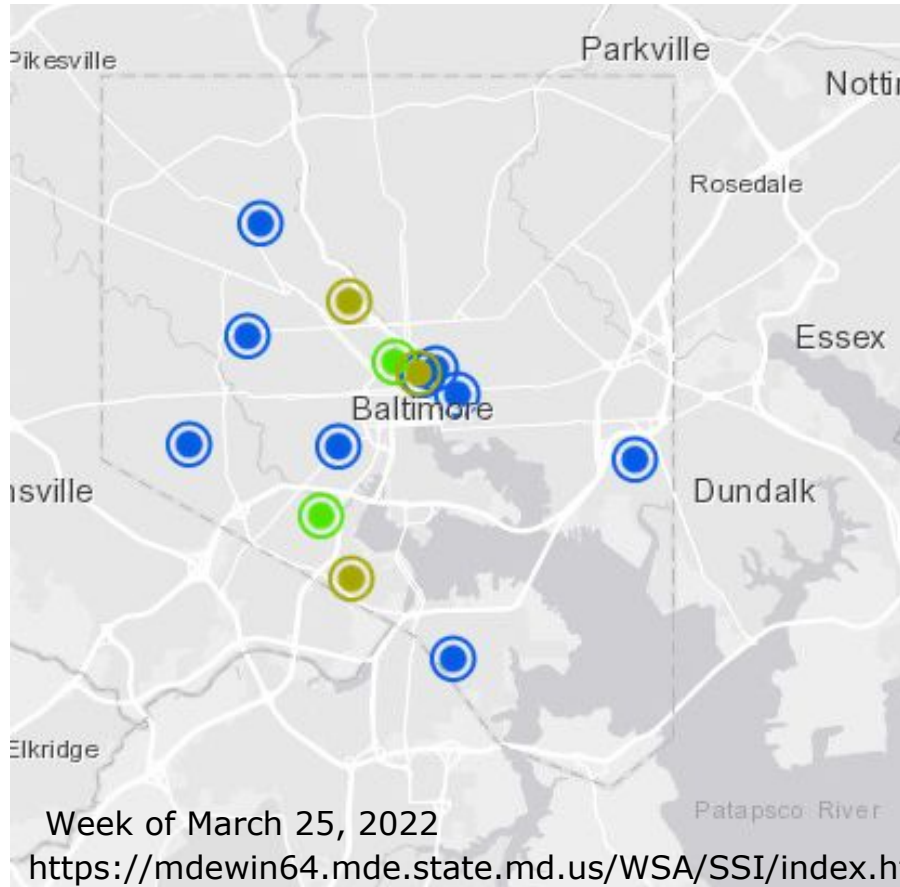 Parkville
Pikesville
Nottin
Rosedale
Essex
Baltimore
nsville
Dundalk
Elkridge
Patapsco River
Week of March 25, 2022
https://mdewin64.mde.state.md.us/WSA/SSI/index.ht